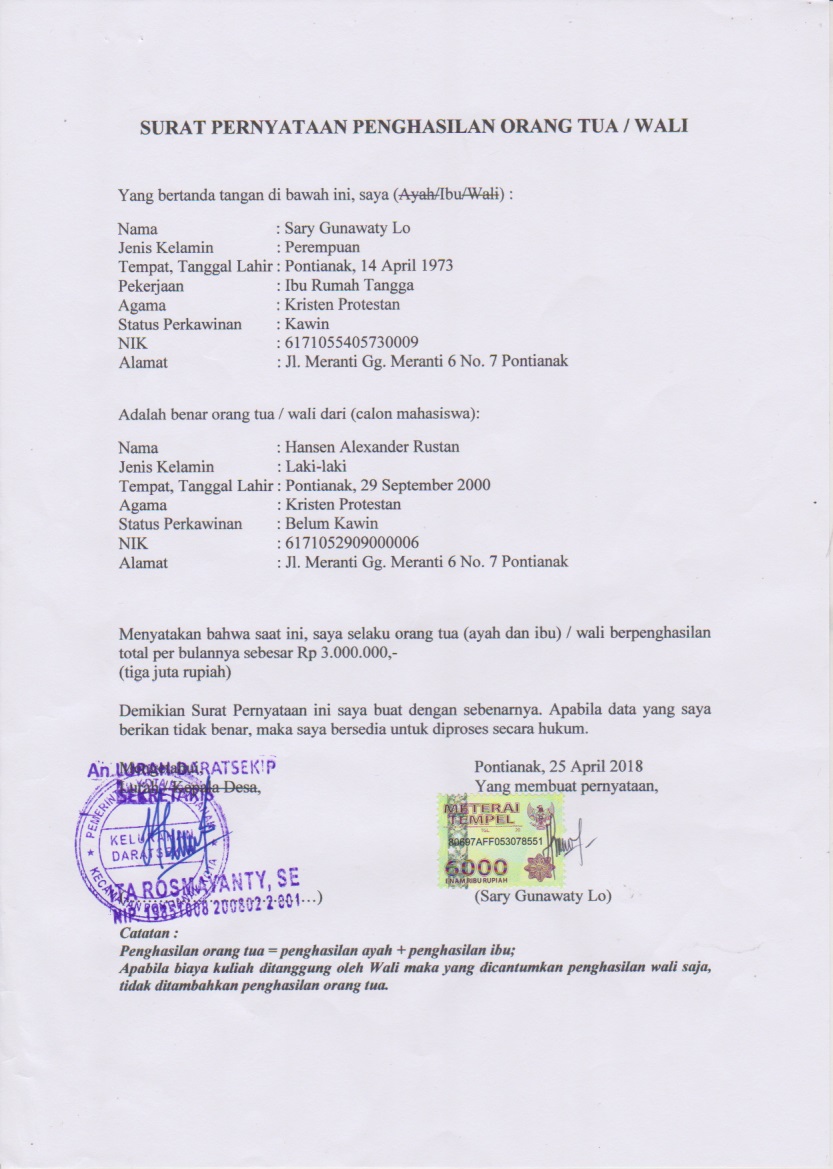 SURAT PERNYATAAN PENGHASILAN ORANG TUA / WALI
Yang bertanda tangan di bawah ini, saya (Ayah/Ibu/Wali) :
Nama : Sary Gunawaty Lo
Jenis Kelamin : Perempuan
Tempat, Tanggal Lahir : Pontianak, 14 April 1973
Pekerjaan : Ibu Rumah Tangga
Agama : Kristen Protestan
Status Perkawinan : Kawin
NIK : 6171055405730009
Alamat : Jl. Meranti Gg. Meranti 6 No. 7 Pontianak
Adalah benar orang tua / wali dari (calon mahasiswa):
Nama : Hansen Alexander Rustan
Jenis Kelamin : Laki-laki
Tempat, Tanggal Lahir : Pontianak, 29 September 2000
Agama : Kristen Protestan
Status Perkawinan : Belum Kawin
NIK : 6171052909000006
Alamat : Jl. Meranti Gg. Meranti 6 No. 7 Pontianak
Menyatakan bahwa saat ini, saya selaku orang tua (ayah dan ibu) / wali berpenghasilan
total per bulannya sebesar Rp 3.000.000,-
(tiga juta rupiah)
Demikian Surat Pernyataan ini saya buat dengan sebenarnya. Apabila data yang saya
berikan tidak benar, maka saya bersedia untuk diproses secara hukum.
Mengetahui,
Lurah / Kepala Desa,
An. LURAH DARATSEKIP
SEKRETARIS
KELURAHAN
ROSMAYANTY, SE
NIP. 19851008 200802 2 001
Pontianak, 25 April 2018
Yang membuat pernyataan,
METERAI
TEMPEL
80697AFF053078551
6000
ENAM RIBU RUPIAH
(Sary Gunawaty Lo)
Catatan :
Penghasilan orang tua = penghasilan ayah + penghasilan ibu;
Apabila biaya kuliah ditanggung oleh Wali maka yang dicantumkan penghasilan wali saja,
tidak ditambahkan penghasilan orang tua.